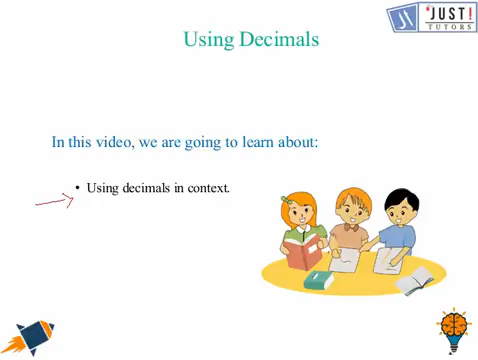 JUST!
TUTORS
Using Decimals
In this video, we are going to learn about:
• Using decimals in context.